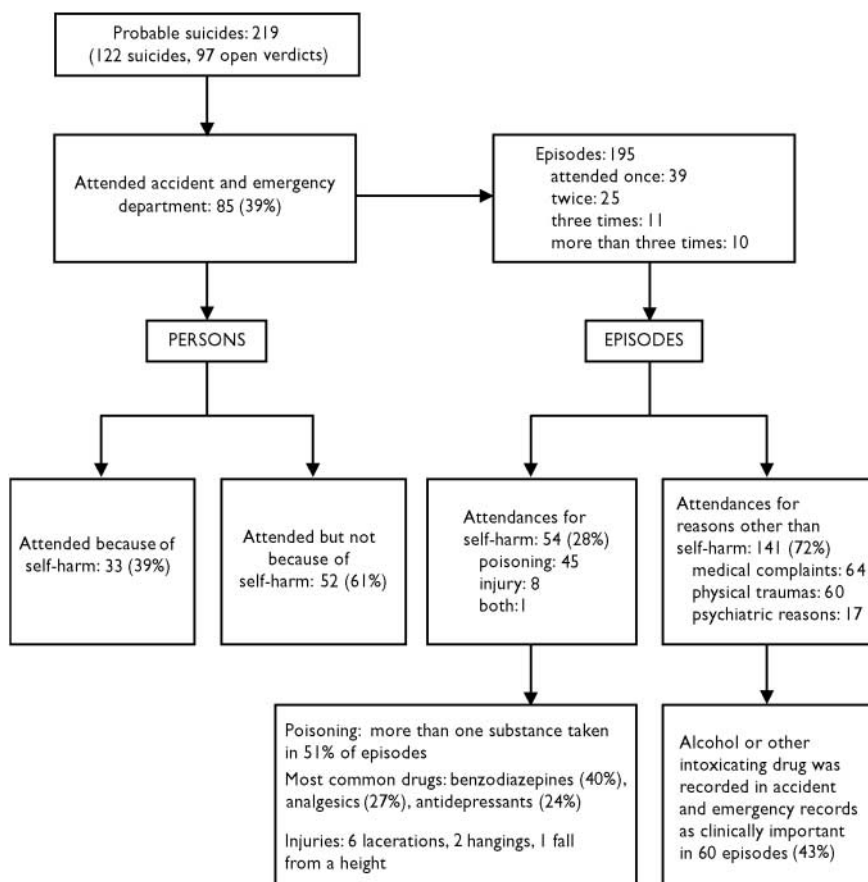 Probable suicides: 219
(122 suicides, 97 open verdicts)
Attended accident and emergency
department: 85 (39%)
Episodes: 195
attended once: 39
twice: 25
three times: 11
more than three times: 10
PERSONS
EPISODES
Attended because of
self-harm: 33 (39%)
Attended but not
because of
self-harm: 52 (61%)
Attendances for
self-harm: 54 (28%)
poisoning: 45
injury: 8
both:1
Attendances for
reasons other than
self-harm: 141 (72%)
medical complaints: 64
physical traumas: 60
psychiatric reasons: 17
Poisoning: more than one substance taken
in 51% of episodes
Most common drugs: benzodiazepines (40%),
analgesics (27%), antidepressants (24%)
Injuries: 6 lacerations, 2 hangings, 1 fall
from a height
Alcohol or other
intoxicating drug was
recorded in accident
and emergency records
as clinically important
in 60 episodes (43%)